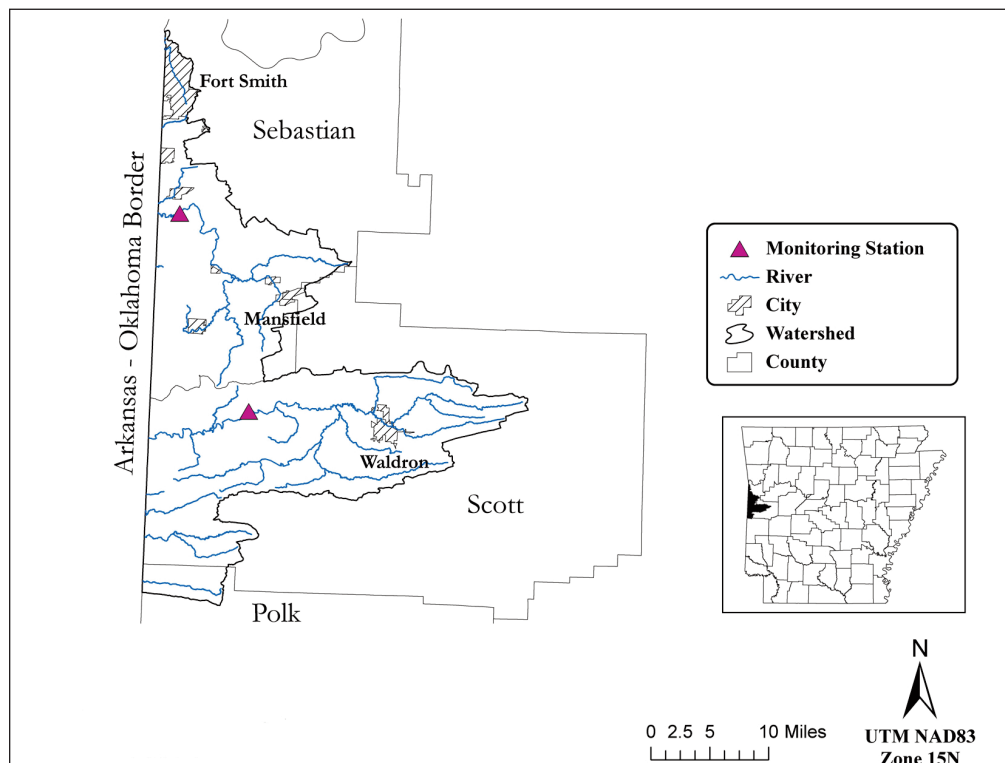 Fort Smith
Sebastian
Arkansas - Oklahoma Border
Mansfield
Waldron
Scott
Polk
Monitoring Station
River
City
Watershed
County
N
0 2.5 5 10 Miles
UTM NAD83
Zone 15N